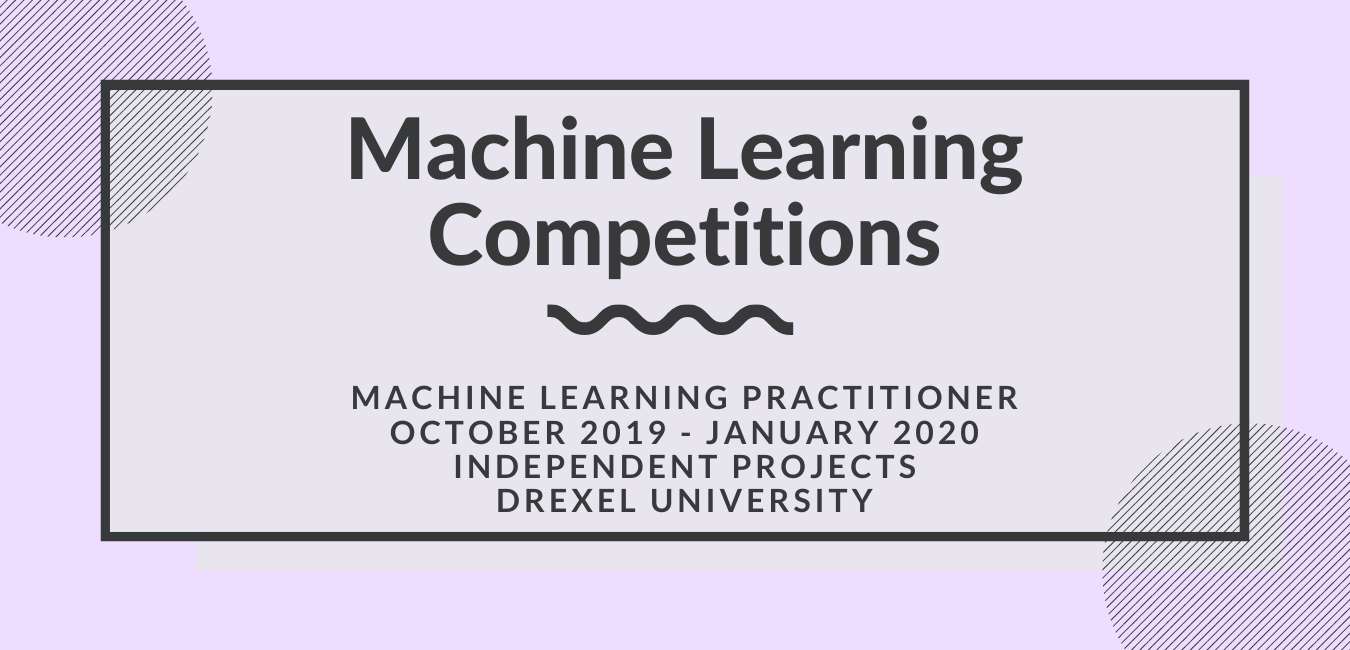 Machine Learning
Competitions
MACHINE LEARNING PRACTITIONER
OCTOBER 2019 - JANUARY 2020
INDEPENDENT PROJECTS
DREXEL UNIVERSITY